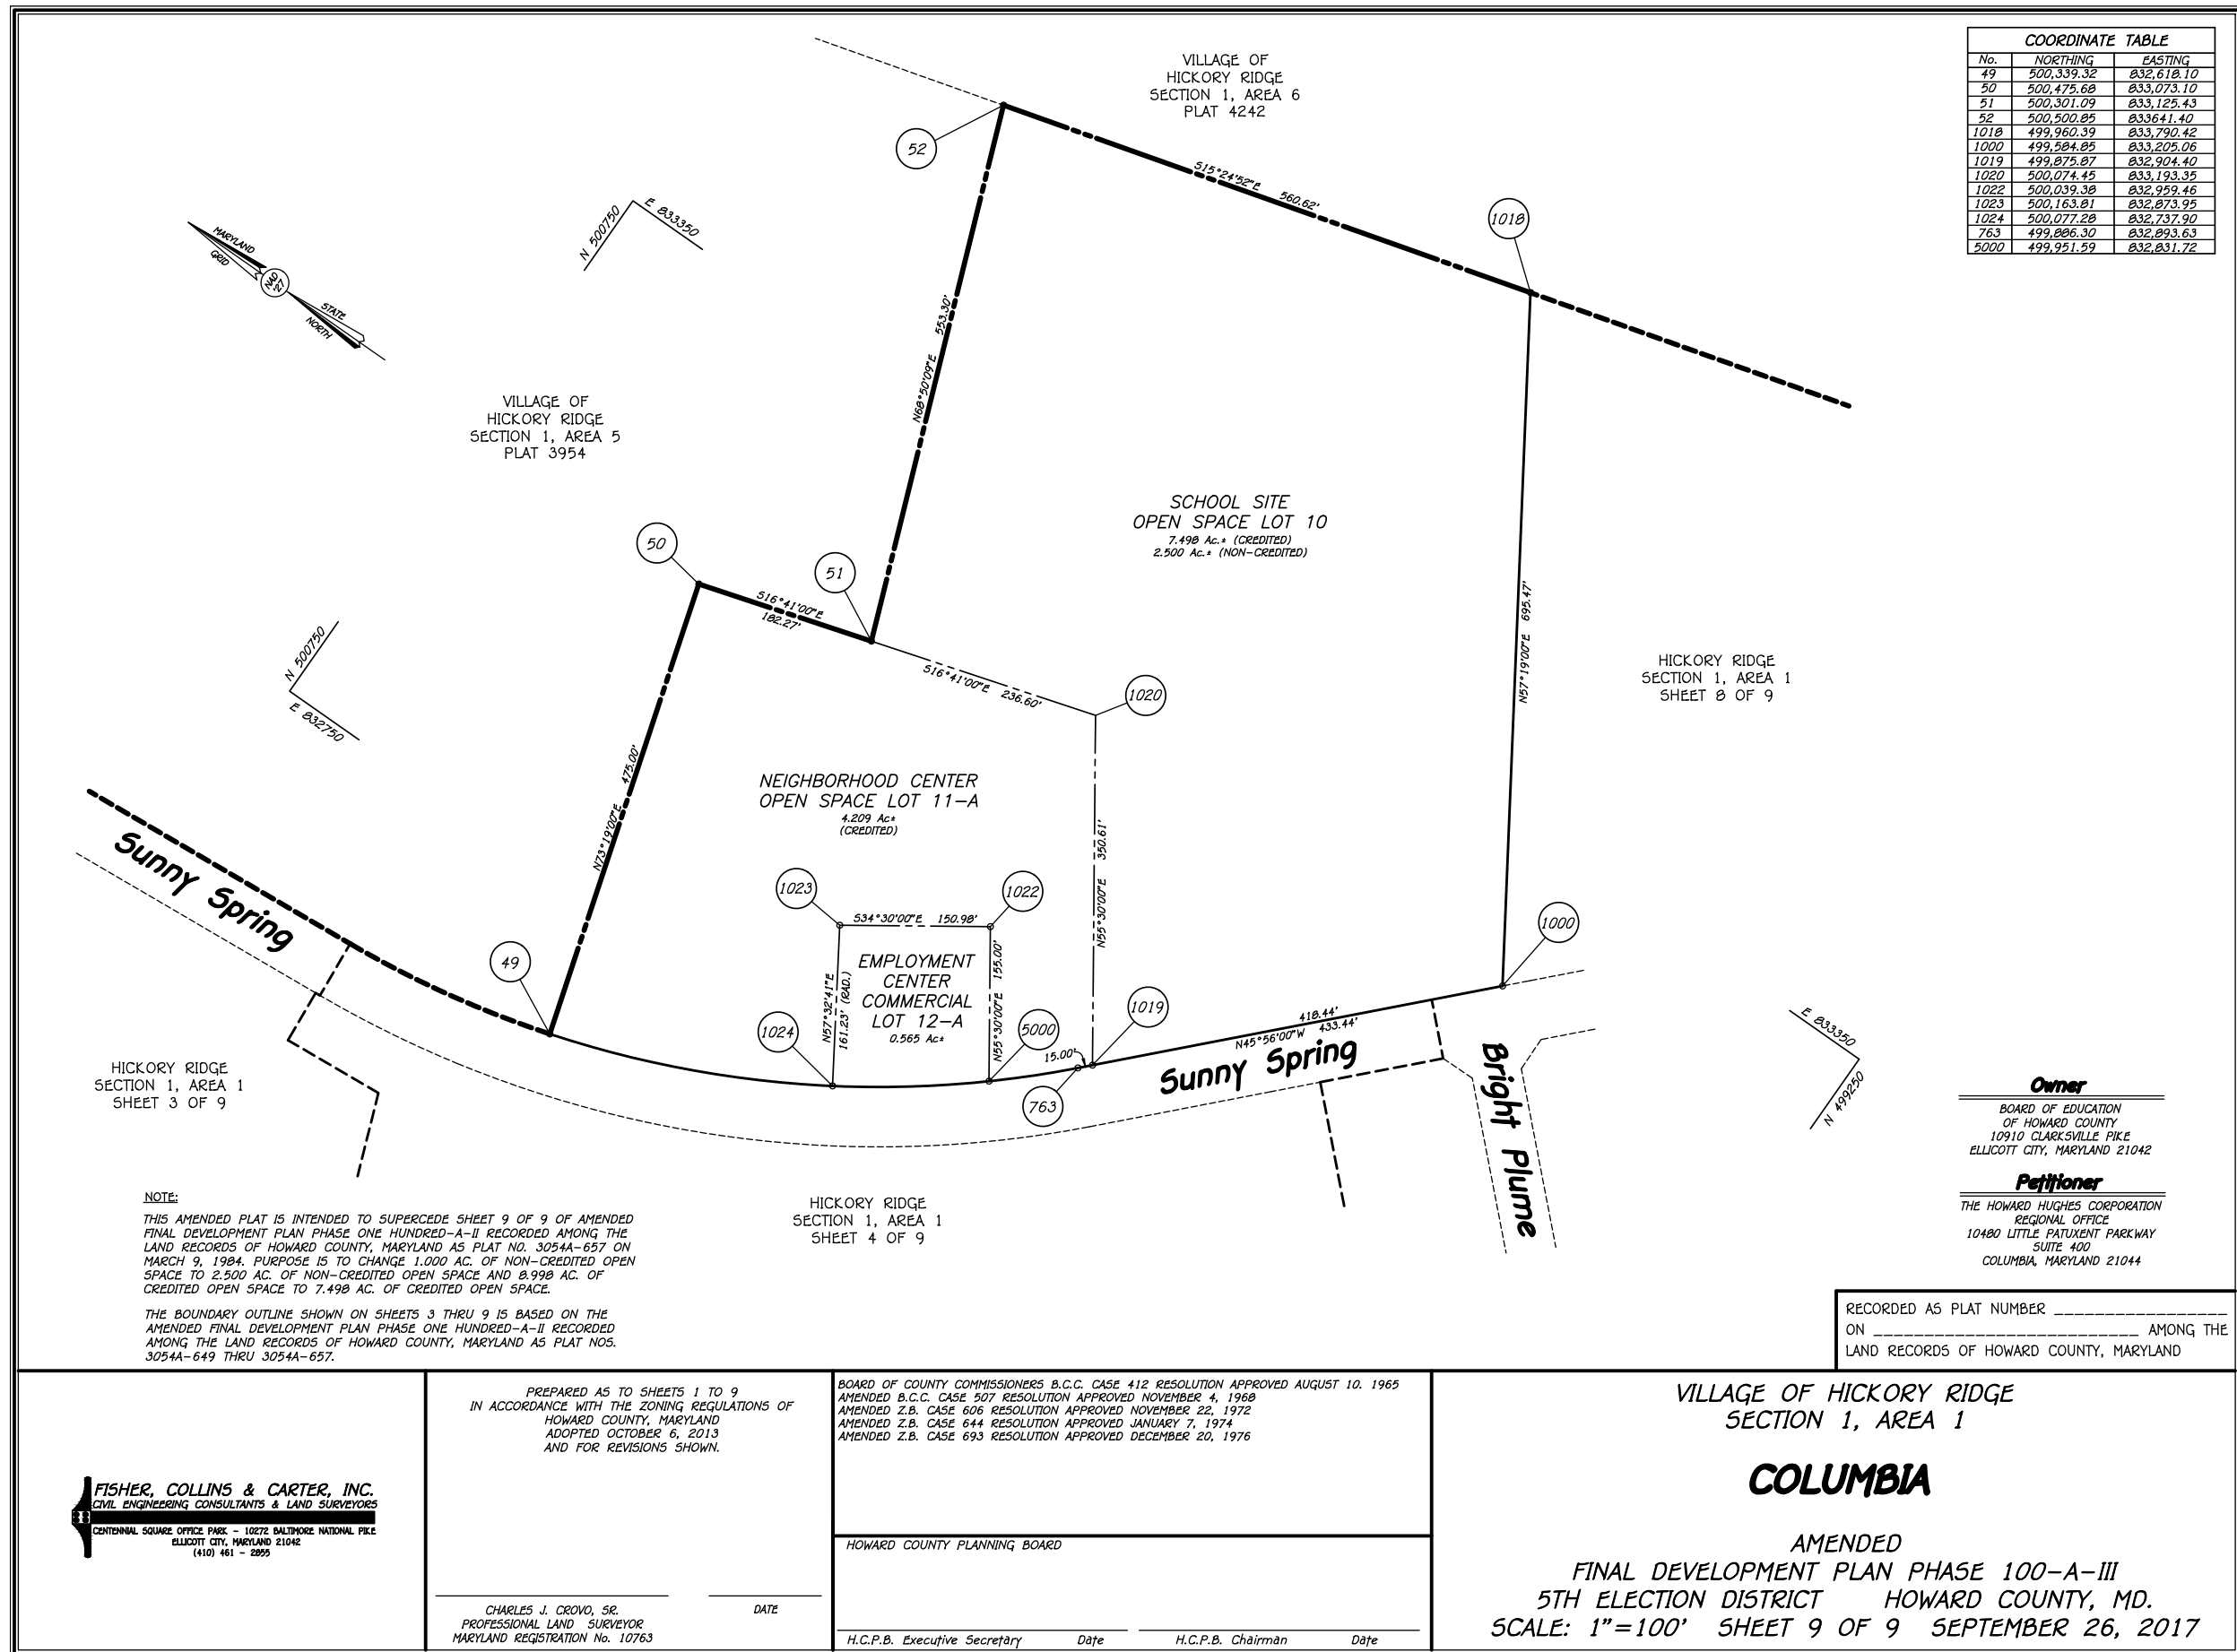 COORDINATE TABLE
No. NORTHING EASTING
49 500,339.32 832,618.10
50 500,475.68 833,073.10
51 500,301.09 833,125.43
52 500,500.85 833641.40
1018 499,960.39 833,790.42
1000 499,584.85 833,205.06
1019 499,875.87 832,904.40
1020 500,074.45 833,193.35
1022 500,039.38 832,959.46
1023 500,163.81 832,873.95
1024 500,077.28 832,737.90
763 499,886.30 832,893.63
5000 499,951.59 832,831.72
VILLAGE OF
HICKORY RIDGE
SECTION 1, AREA 6
PLAT 4242
52
S15°24'52"E 560.62'
1018
N 500750
E 833350
MARYLAND
GRID
NAD
'27
STATE
NORTH
N68°50'09"E 553.30'
VILLAGE OF
HICKORY RIDGE
SECTION 1, AREA 5
PLAT 3954
SCHOOL SITE
OPEN SPACE LOT 10
7.498 Ac.± (CREDITED)
2.500 Ac.± (NON-CREDITED)
50
51
S16°41'00"E
182.27'
S16°41'00"E 236.60'
1020
N57°19'00"E 695.47'
HICKORY RIDGE
SECTION 1, AREA 1
SHEET 8 OF 9
N 500750
E 832750
N73°19'00"E 475.00'
NEIGHBORHOOD CENTER
OPEN SPACE LOT 11-A
4.209 Ac±
(CREDITED)
N55°30'00"E 350.61'
Sunny Spring
1023
1022
S34°30'00"E 150.98'
49
1000
EMPLOYMENT
CENTER
COMMERCIAL
LOT 12-A
0.565 Ac±
N57°32'41"E
161.23' (RAD.)
N55°30'00"E 155.00'
1024
5000
1019
15.00'
763
418.44'
N45°56'00"W 433.44'
Sunny Spring
Bright Plume
E 833350
N 499250
HICKORY RIDGE
SECTION 1, AREA 1
SHEET 3 OF 9
HICKORY RIDGE
SECTION 1, AREA 1
SHEET 4 OF 9
Owner
BOARD OF EDUCATION
OF HOWARD COUNTY
10910 CLARKSVILLE PIKE
ELLICOTT CITY, MARYLAND 21042
Petitioner
THE HOWARD HUGHES CORPORATION
REGIONAL OFFICE
10480 LITTLE PATUXENT PARKWAY
SUITE 400
COLUMBIA, MARYLAND 21044
NOTE:
THIS AMENDED PLAT IS INTENDED TO SUPERCEDE SHEET 9 OF 9 OF AMENDED
FINAL DEVELOPMENT PLAN PHASE ONE HUNDRED-A-II RECORDED AMONG THE
LAND RECORDS OF HOWARD COUNTY, MARYLAND AS PLAT NO. 3054A-657 ON
MARCH 9, 1984. PURPOSE IS TO CHANGE 1.000 AC. OF NON-CREDITED OPEN
SPACE TO 2.500 AC. OF NON-CREDITED OPEN SPACE AND 8.998 AC. OF
CREDITED OPEN SPACE TO 7.498 AC. OF CREDITED OPEN SPACE.
THE BOUNDARY OUTLINE SHOWN ON SHEETS 3 THRU 9 IS BASED ON THE
AMENDED FINAL DEVELOPMENT PLAN PHASE ONE HUNDRED-A-II RECORDED
AMONG THE LAND RECORDS OF HOWARD COUNTY, MARYLAND AS PLAT NOS.
3054A-649 THRU 3054A-657.
RECORDED AS PLAT NUMBER
ON AMONG THE
LAND RECORDS OF HOWARD COUNTY, MARYLAND
FISHER, COLLINS & CARTER, INC.
CIVIL ENGINEERING CONSULTANTS & LAND SURVEYORS
CENTENNIAL SQUARE OFFICE PARK - 10272 BALTIMORE NATIONAL PIKE
ELLICOTT CITY, MARYLAND 21042
(410) 461 - 2855
PREPARED AS TO SHEETS 1 TO 9
IN ACCORDANCE WITH THE ZONING REGULATIONS OF
HOWARD COUNTY, MARYLAND
ADOPTED OCTOBER 6, 2013
AND FOR REVISIONS SHOWN.
CHARLES J. CROVO, SR. DATE
PROFESSIONAL LAND SURVEYOR
MARYLAND REGISTRATION No. 10763
BOARD OF COUNTY COMMISSIONERS B.C.C. CASE 412 RESOLUTION APPROVED AUGUST 10. 1965
AMENDED B.C.C. CASE 507 RESOLUTION APPROVED NOVEMBER 4, 1968
AMENDED Z.B. CASE 606 RESOLUTION APPROVED NOVEMBER 22, 1972
AMENDED Z.B. CASE 644 RESOLUTION APPROVED JANUARY 7, 1974
AMENDED Z.B. CASE 693 RESOLUTION APPROVED DECEMBER 20, 1976
HOWARD COUNTY PLANNING BOARD
H.C.P.B. Executive Secretary Date H.C.P.B. Chairman Date
VILLAGE OF HICKORY RIDGE
SECTION 1, AREA 1
COLUMBIA
AMENDED
FINAL DEVELOPMENT PLAN PHASE 100-A-III
5TH ELECTION DISTRICT HOWARD COUNTY, MD.
SCALE: 1"=100' SHEET 9 OF 9 SEPTEMBER 26, 2017